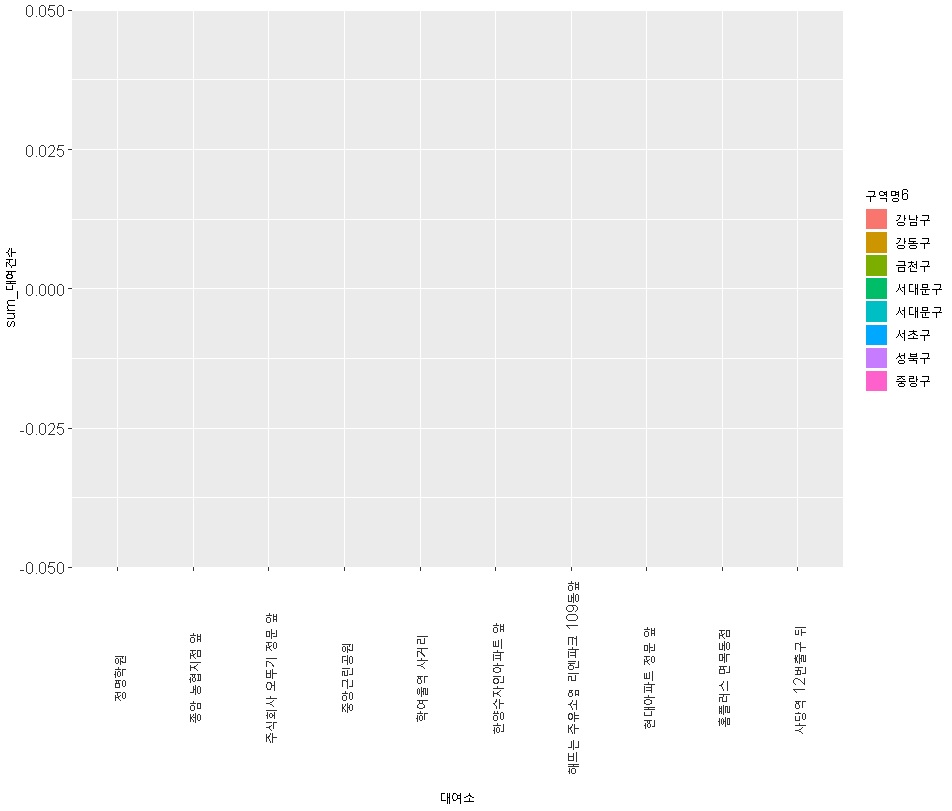 0.050
0.025
0.000
-0.025
-0.050
sum_대여건수
정명학원
종암 농협지점 앞
주식회사 오뚜기 정문 앞
중앙근린공원
학여울역 사거리
한양수자인아파트 앞
해뜨는 주유소옆 리엔파크 109동앞
현대아파트 정문 앞
홈플러스 면목동점
사당역 12번출구 뒤
대여소
구역명6
강남구
강동구
금천구
서대문구
서대문구
서초구
성북구
중랑구